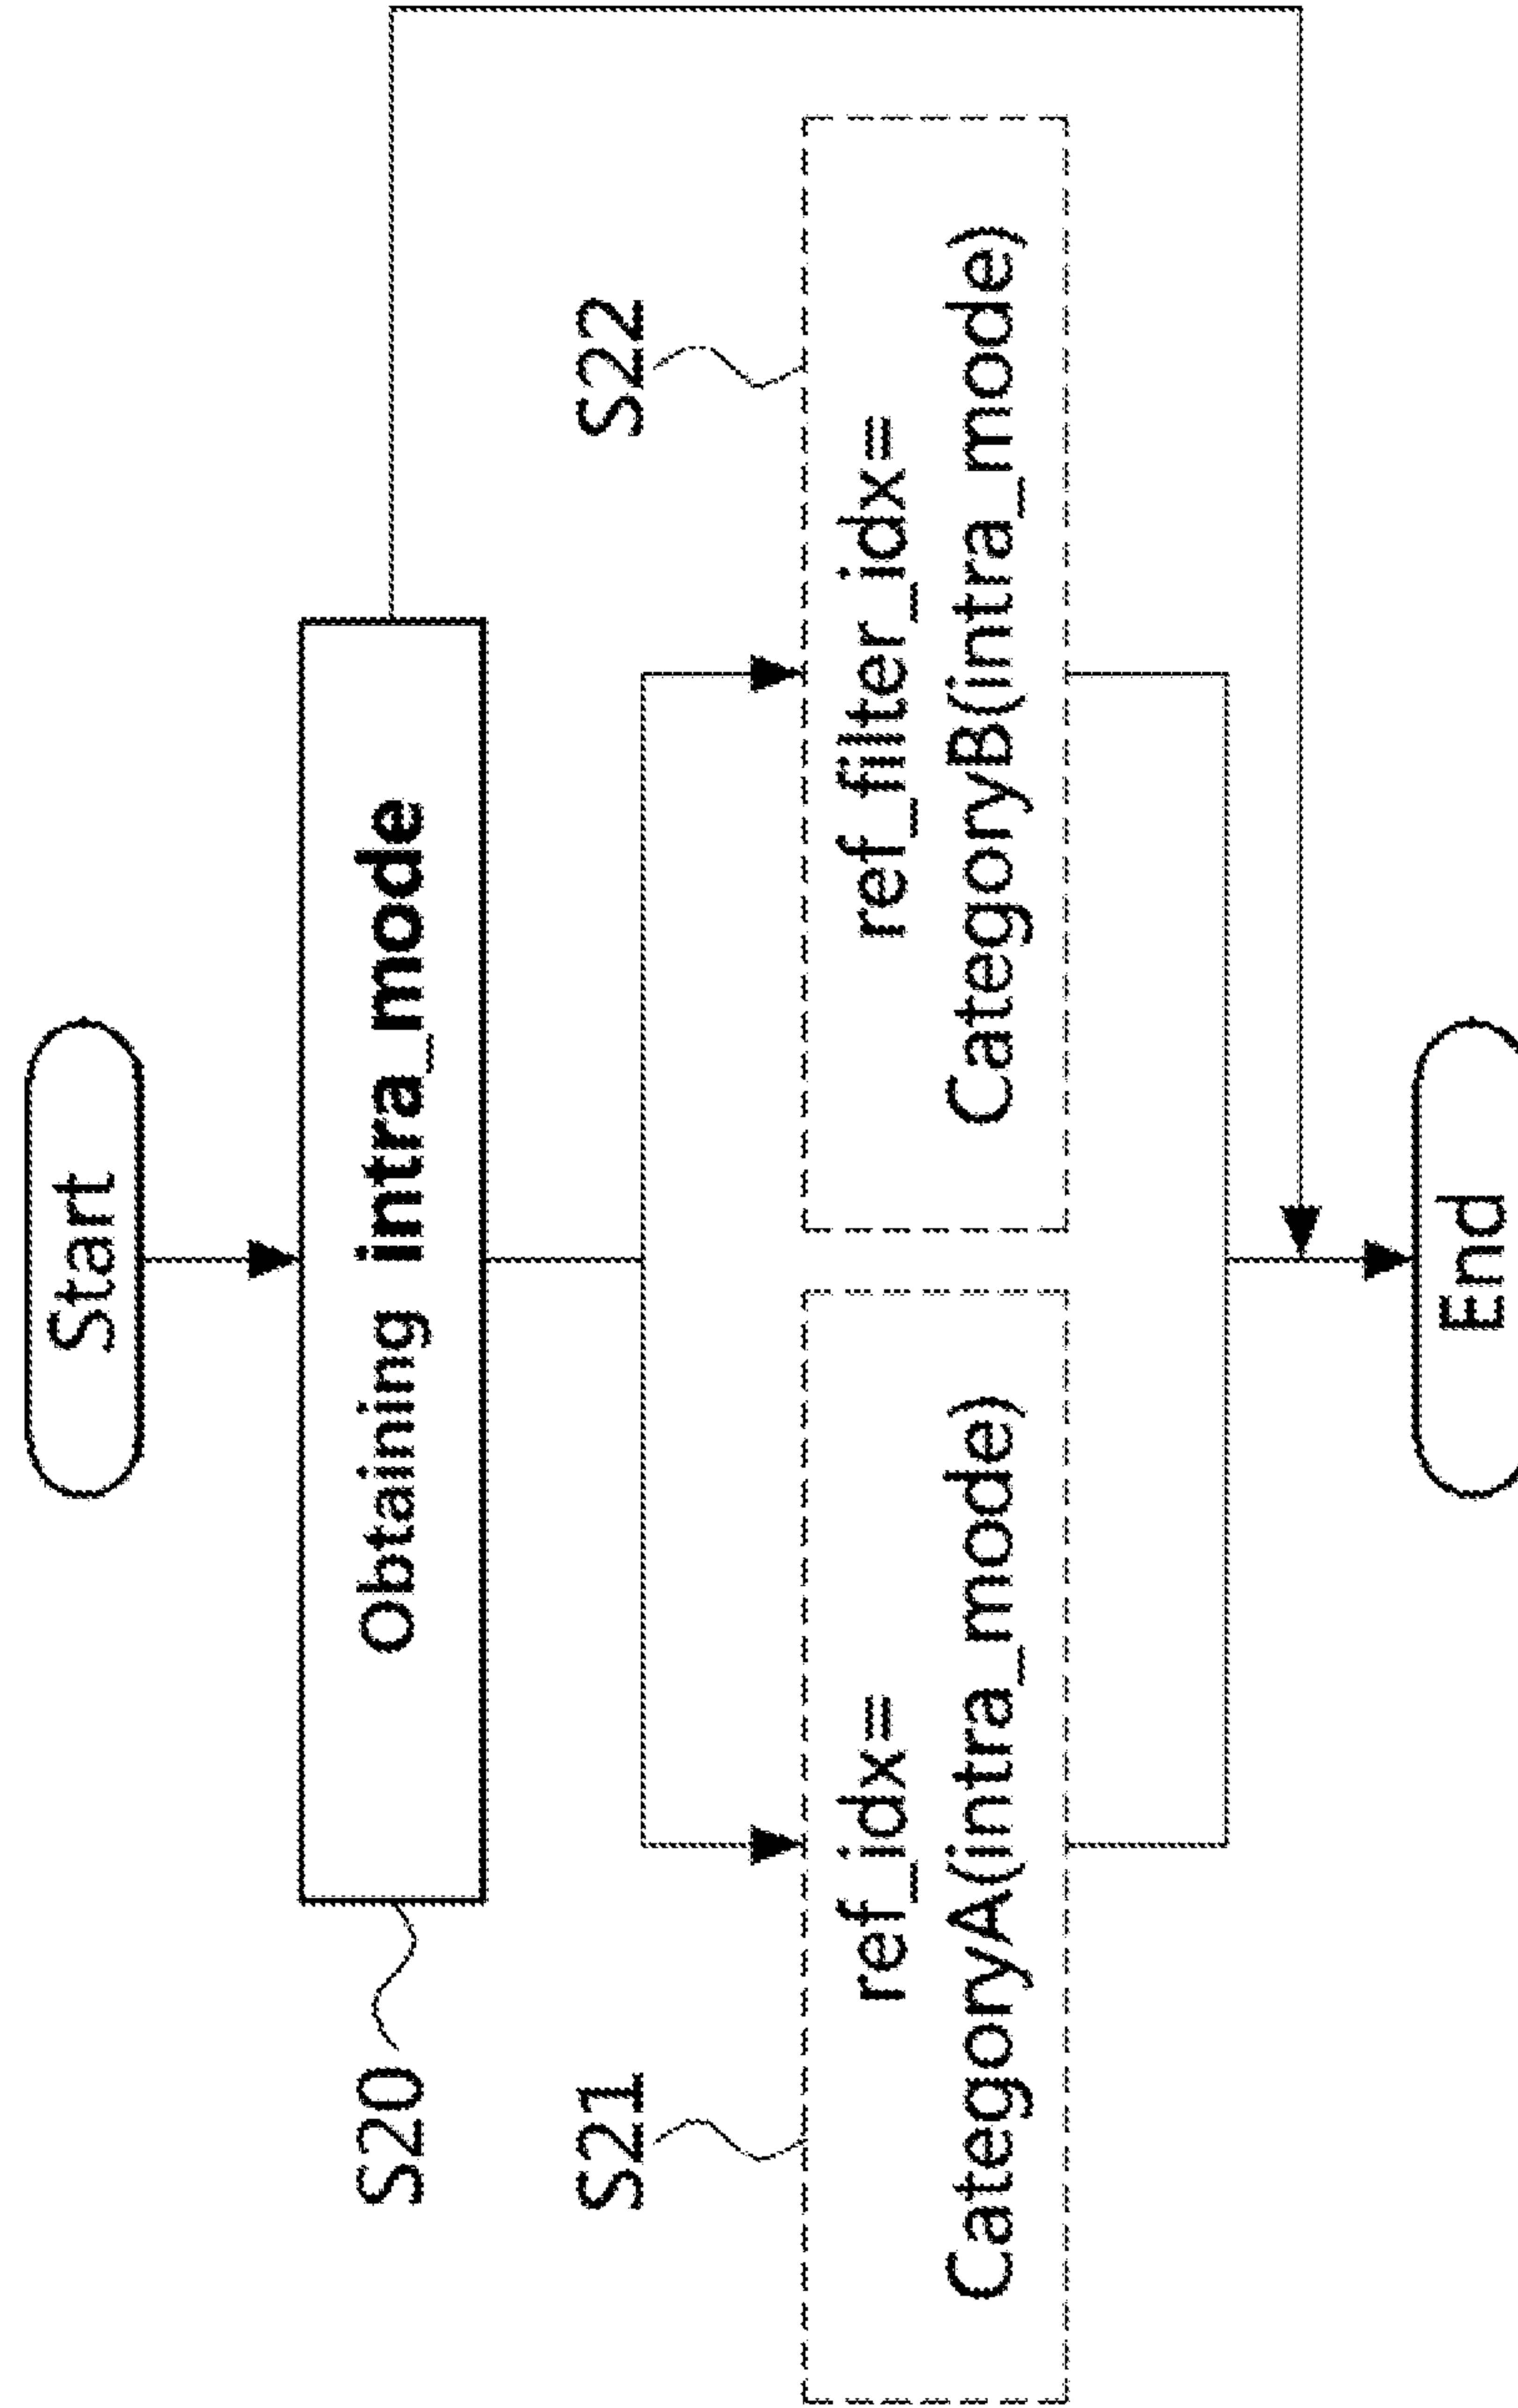 Start
S20
Obtaining intra_mode
S21
S22
ref_idx=
CategoryA(intra_mode)
ref_filter_idx=
CategoryB(intra_mode)
End